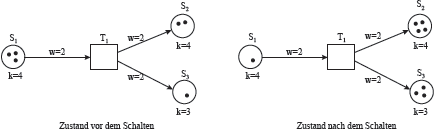 S1 T1 S2
w=2 w=2 k=4
k=4 w=2 S3
k=3
S1 T1 S2
w=2 w=2 k=4
k=4 w=2 S3
k=3
Zustand vor dem Schalten
Zustand nach dem Schalten